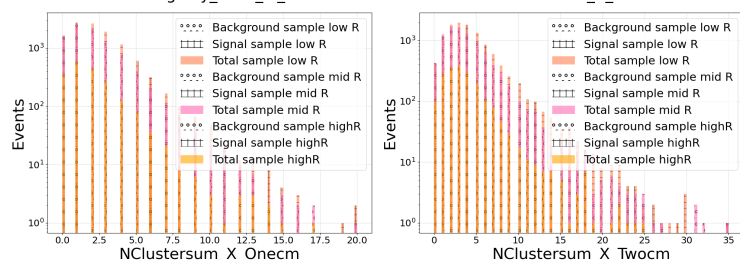 Background sample low R
Signal sample low R
Total sample low R
Background sample mid R
Signal sample mid R
Total sample mid R
Background sample highR
Signal sample highR
Total sample highR
Events
10³
10²
10¹
10⁰
0.0 2.5 5.0 7.5 10.0 12.5 15.0 17.5 20.0
NClustersum_X_Onecm
Background sample low R
Signal sample low R
Total sample low R
Background sample mid R
Signal sample mid R
Total sample mid R
Background sample highR
Signal sample highR
Total sample highR
Events
10³
10²
10¹
10⁰
0 5 10 15 20 25 30 35
NClustersum_X_Twocm